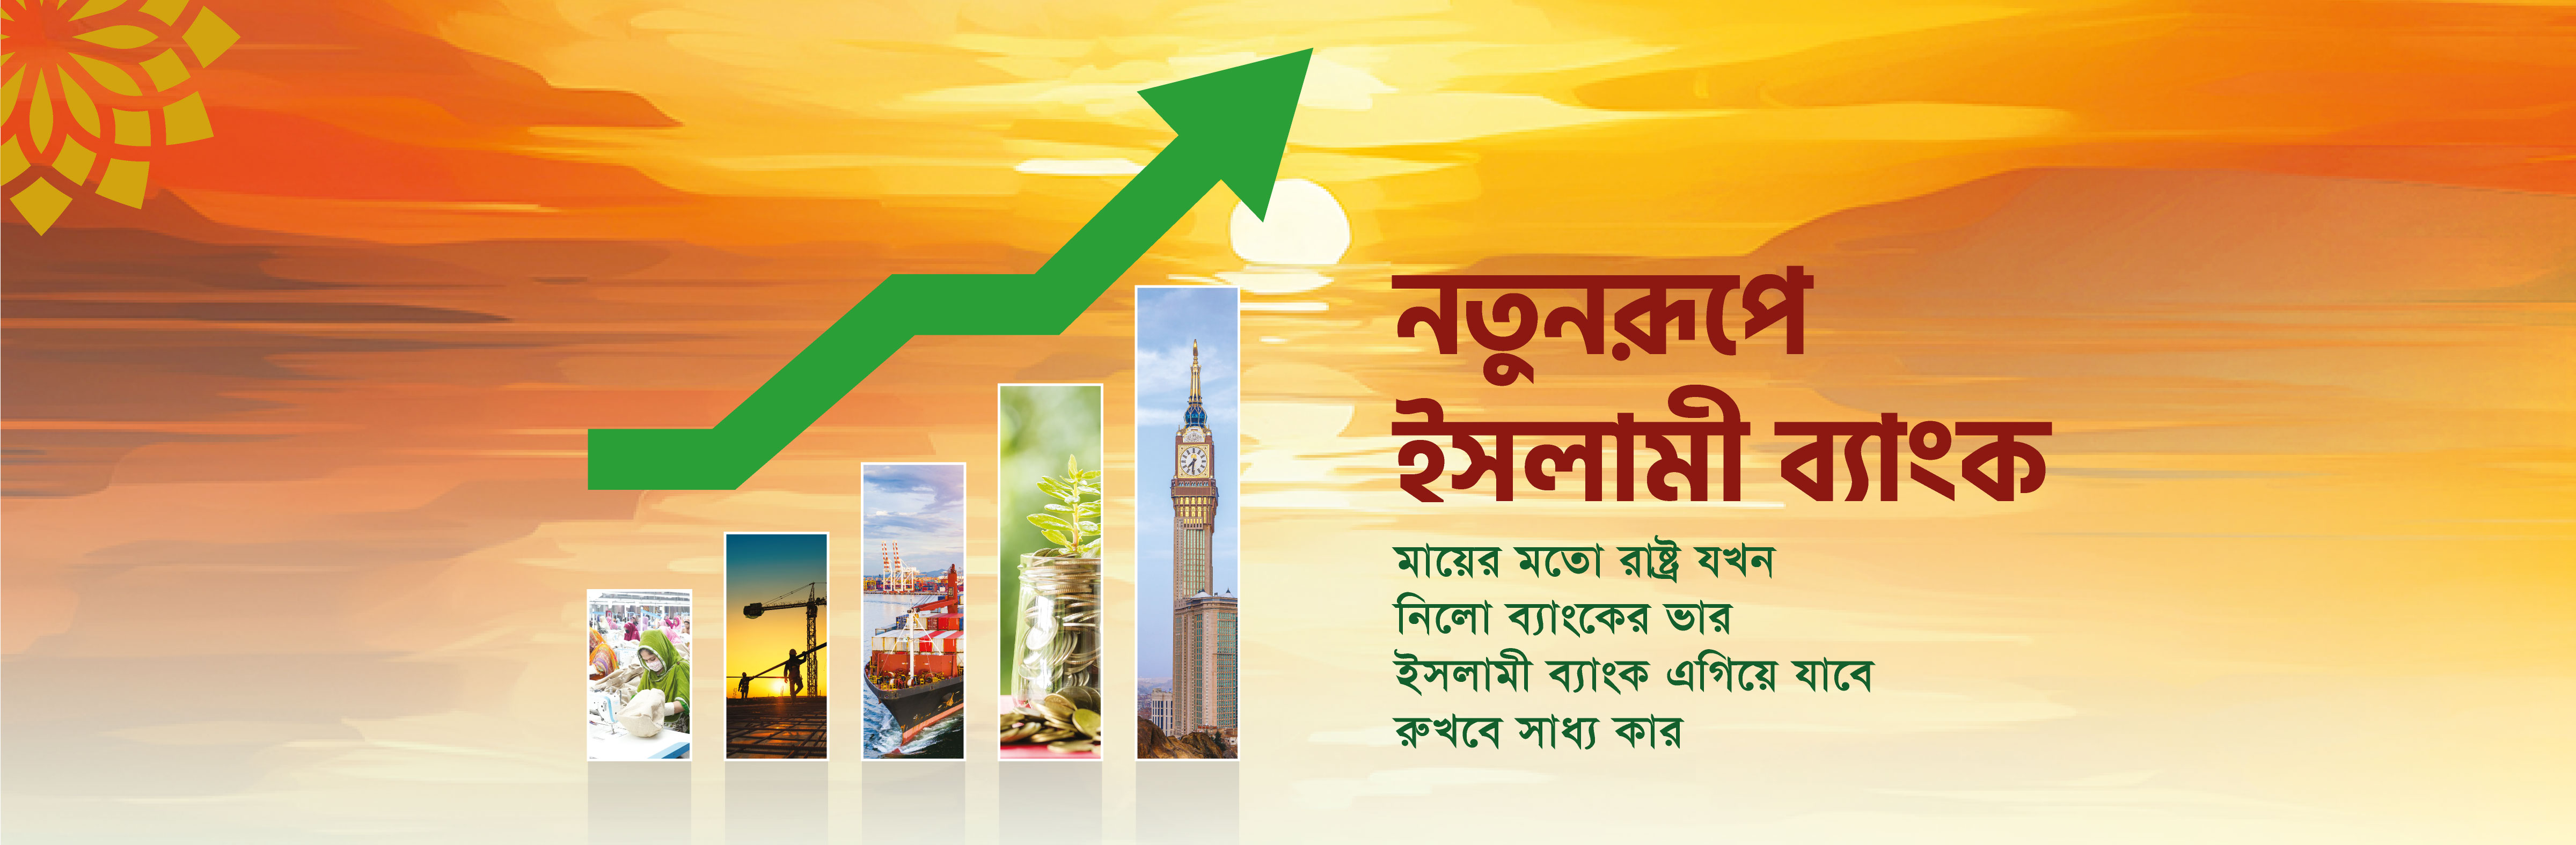 নতুনরূপে
ইসলামী ব্যাংক
মায়ের মতো রাষ্ট্র যখন
নিলো ব্যাংকের ভার
ইসলামী ব্যাংক এগিয়ে যাবে
রুখবে সাধ্য কার